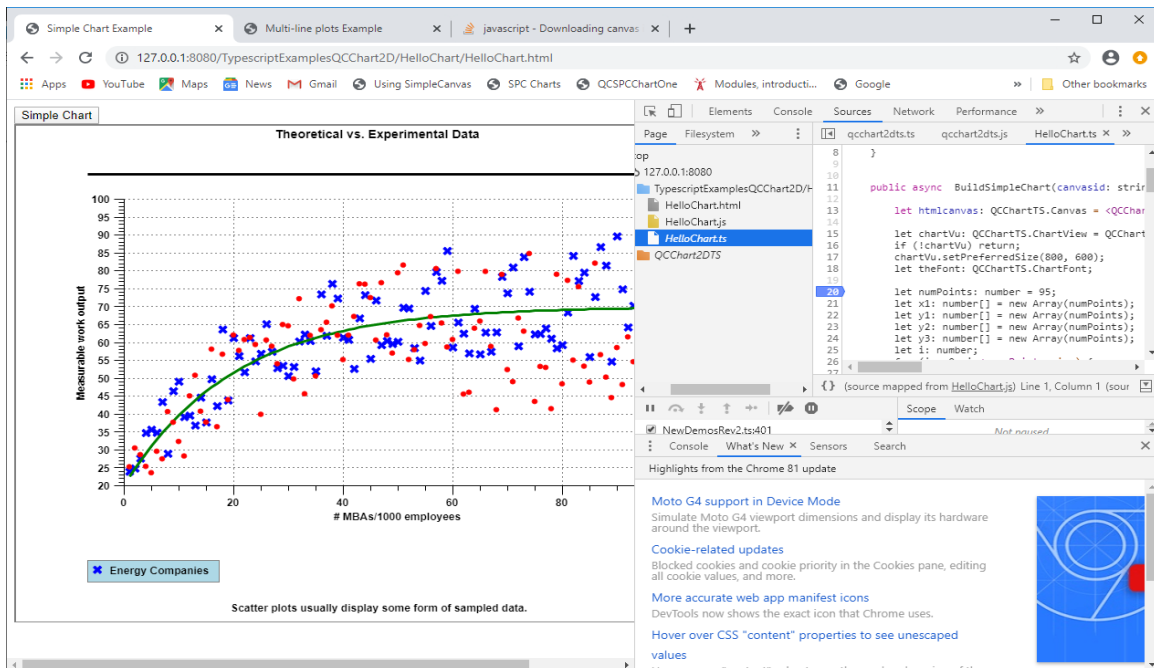 Simple Chart Example
Multi-line plots Example
javascript - Downloading canvas
127.0.0.1:8080/TypescriptExamplesQCChart2D/HelloChart/HelloChart.html
Apps YouTube Maps News Gmail Using SimpleCanvas SPC Charts QCSPCChartOne Modules, introducti... Google » Other bookmarks
Simple Chart
Theoretical vs. Experimental Data
100
95
90
85
80
75
70
65
60
55
50
45
40
35
30
25
20
Measurable work output
0 20 40 60 80
# MBAs/1000 employees
Energy Companies
Scatter plots usually display some form of sampled data.
Elements Console Sources Network Performance »
Page Filesystem »
qcchart2dts.ts qcchart2dts.js HelloChart.ts »
top
127.0.0.1:8080
TypescriptExamplesQCChart2D/H
HelloChart.html
HelloChart.js
HelloChart.ts
QCChart2DTS
8 }
9
10
11 public async BuildSimpleChart(canvasid: strin
12
13 let htmlcanvas: QCChartTS.Canvas = <QCChar
14
15 let chartVu: QCChartTS.ChartView = QCChart
16 if (!chartVu) return;
17 chartVu.setPreferredSize(800, 600);
18 let theFont: QCChartTS.ChartFont;
19
20 let numPoints: number = 95;
21 let x1: number[] = new Array(numPoints);
22 let y1: number[] = new Array(numPoints);
23 let y2: number[] = new Array(numPoints);
24 let y3: number[] = new Array(numPoints);
25 let i: number;
26
27
{} (source mapped from HelloChart.js) Line 1, Column 1 (sour
Scope Watch
NewDemosRev2.ts:401
Not paused
Console What's New Sensors Search
Highlights from the Chrome 81 update
Moto G4 support in Device Mode
Simulate Moto G4 viewport dimensions and display its hardware
around the viewport.
Cookie-related updates
Blocked cookies and cookie priority in the Cookies pane, editing
all cookie values, and more.
More accurate web app manifest icons
DevTools now shows the exact icon that Chrome uses.
Hover over CSS "content" properties to see unescaped
values